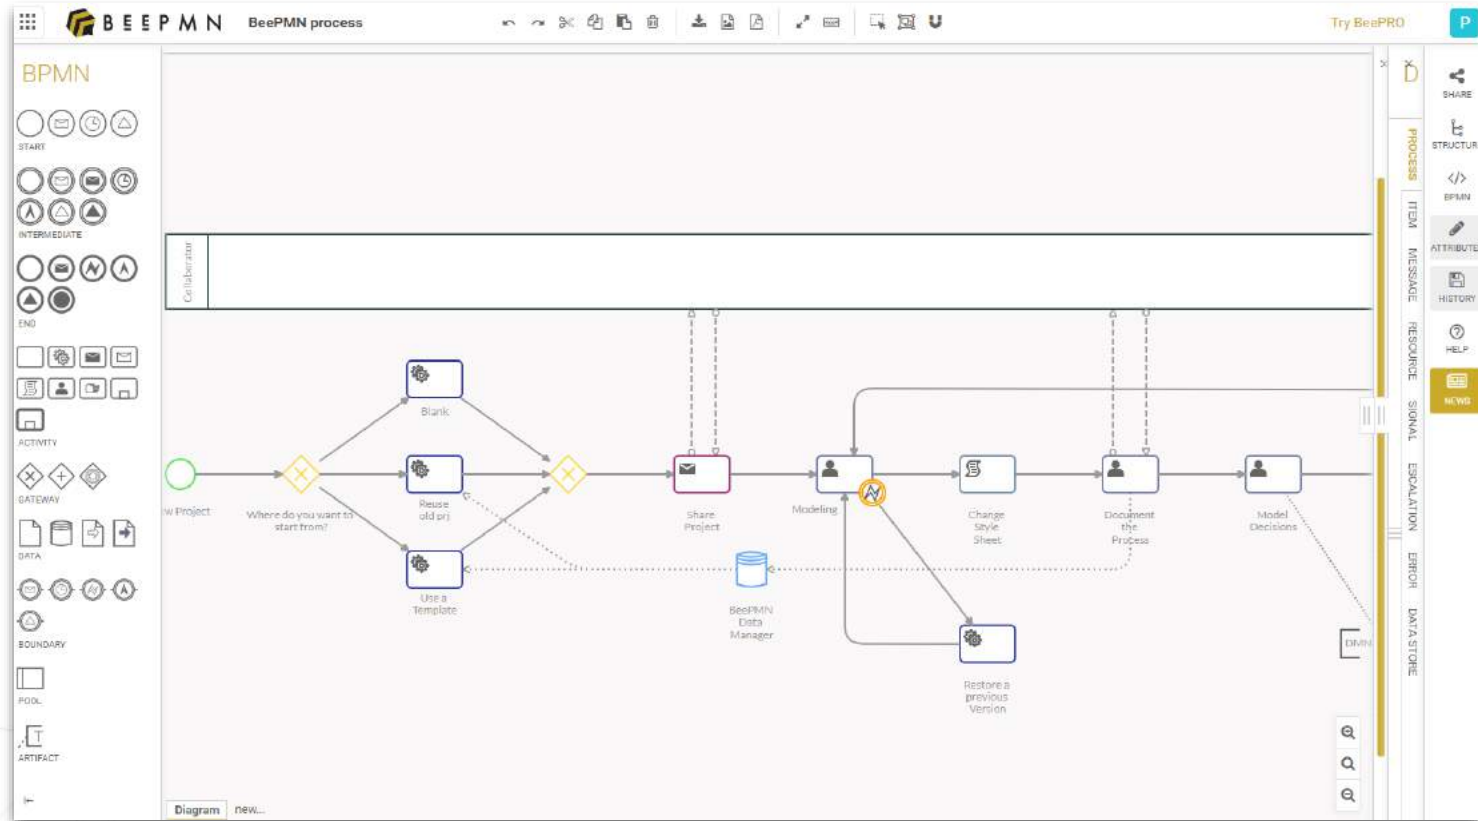 BEEPMN
BeePMN process
Try BeePRO
P
BPMN
START
INTERMEDIATE
END
ACTIVITY
GATEWAY
DATA
BOUNDARY
POOL
T
ARTIFACT
Collaborator
Blank
w Project
Where do you want to
start from?
Reuse
old prj
Use a
Template
Share
Project
BeePMN
Data
Manager
Modeling
Change
Style
Sheet
Restore a
previous
Version
Document
the
Process
Model
Decisions
DMN
Diagram
new...
D
PROCESS
ITEM
MESSAGE
RESOURCE
SIGNAL
ESCALATION
ERROR
DATA STORE
SHARE
STRUCTUR
</>
BPMN
ATTRIBUTE
HISTORY
HELP
NEWS